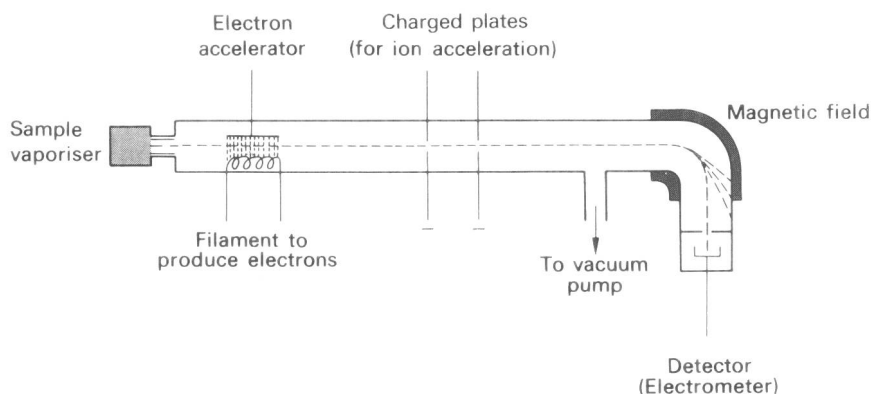 Electron
accelerator
Charged plates
(for ion acceleration)
Magnetic field
Sample
vaporiser
Filament to
produce electrons
To vacuum
pump
Detector
(Electrometer)